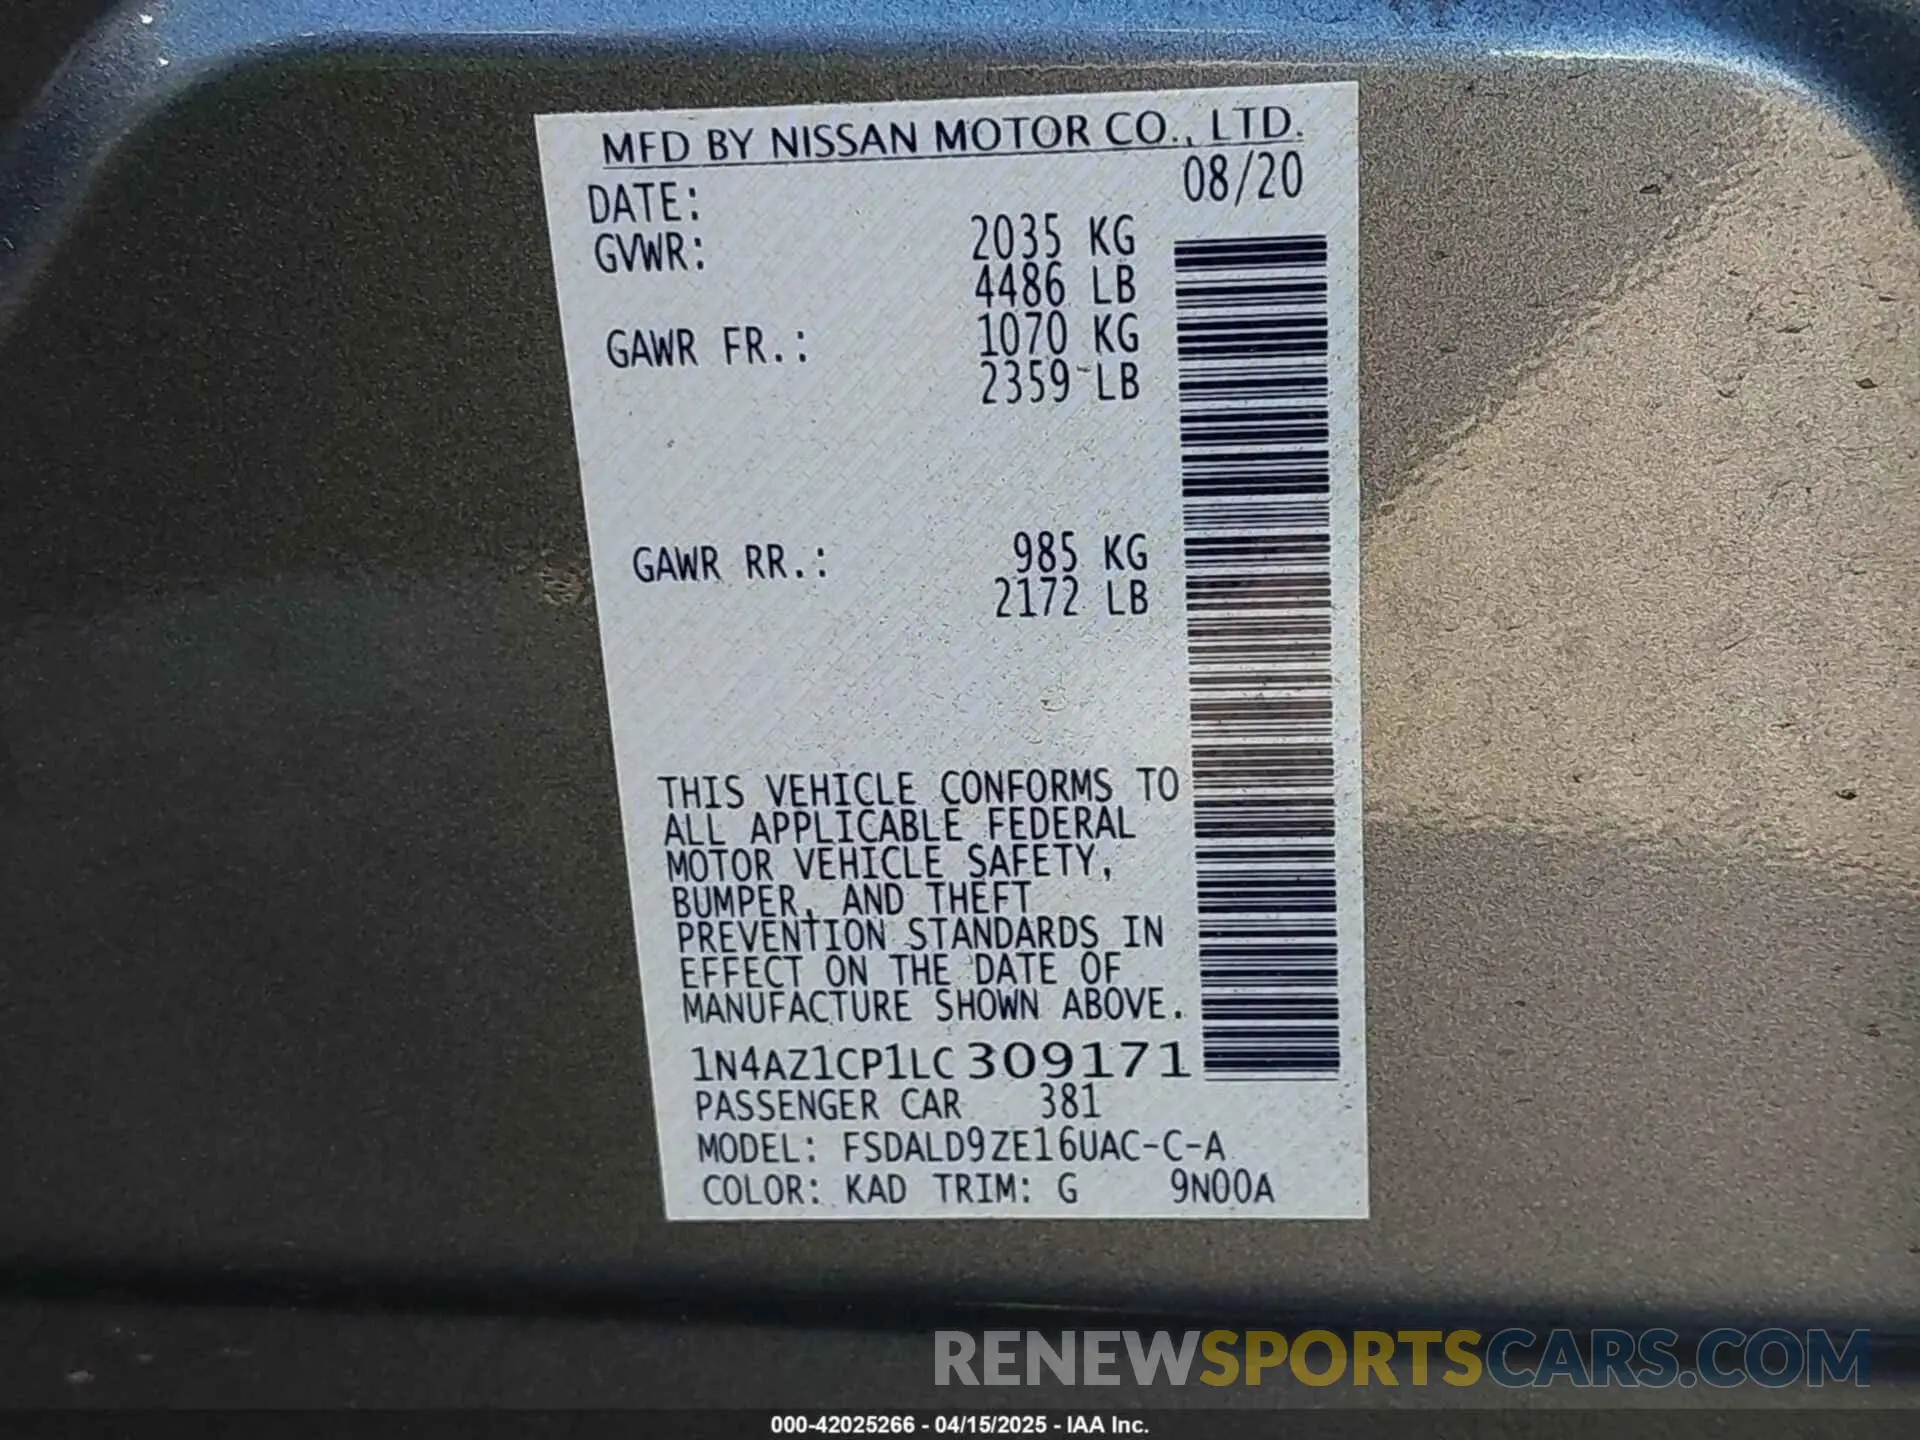 MFD BY NISSAN MOTOR CO., LTD.
DATE: 08/20
GVWR: 2035 KG
4486 LB
GAWR FR.: 1070 KG
2359 LB
GAWR RR.: 985 KG
2172 LB
THIS VEHICLE CONFORMS TO
ALL APPLICABLE FEDERAL
MOTOR VEHICLE SAFETY,
BUMPER, AND THEFT
PREVENTION STANDARDS IN
EFFECT ON THE DATE OF
MANUFACTURE SHOWN ABOVE.
1N4AZ1CP1LC309171
PASSENGER CAR 381
MODEL: FSDALD9ZE16UAC-C-A
COLOR: KAD TRIM: G 9N00A
RENEWSPORTSCARS.COM
000-42025266 - 04/15/2025 - IAA Inc.